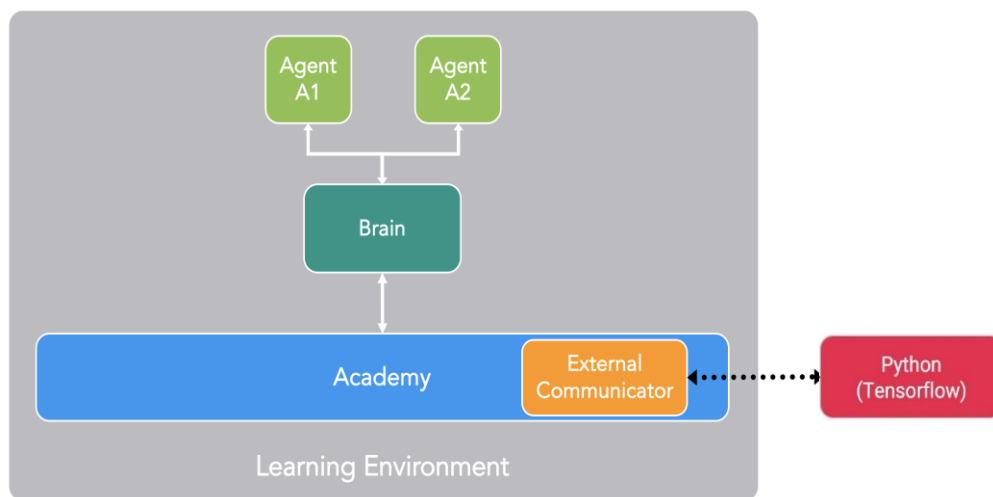 Agent
A1
Agent
A2
Brain
Academy
External
Communicator
Python
(Tensorflow)
Learning Environment